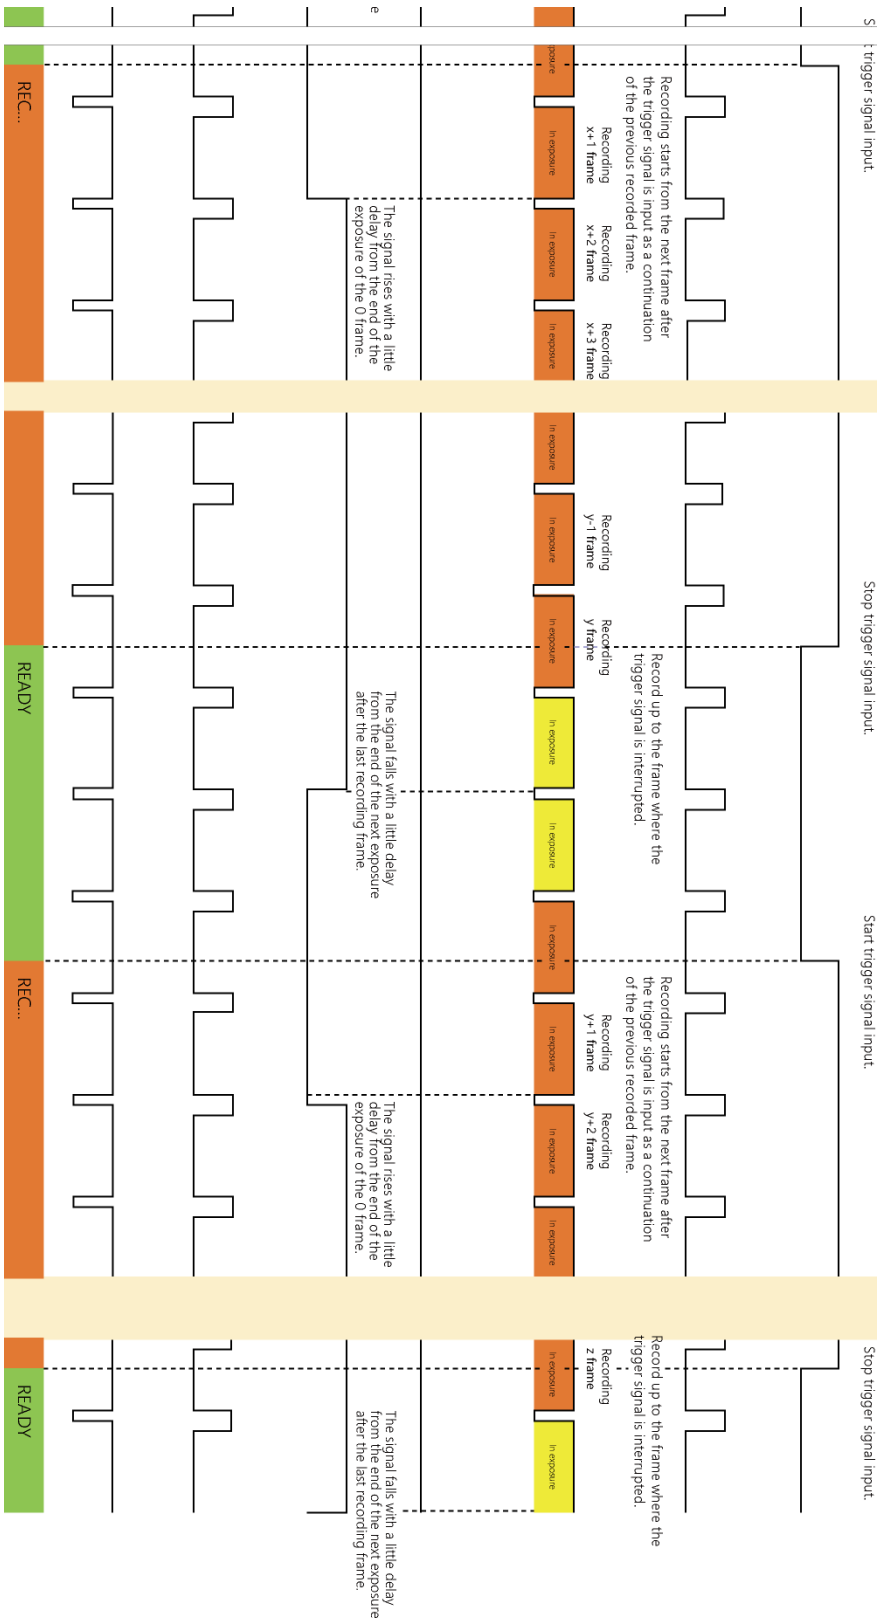 S t trigger signal input.
Stop trigger signal input.
Start trigger signal input.
Stop trigger signal input.
Recording starts from the next frame after
the trigger signal is input as a continuation
of the previous recorded frame.
Record up to the frame where the
trigger signal is interrupted.
Recording starts from the next frame after
the trigger signal is input as a continuation
of the previous recorded frame.
Record up to the frame where the
trigger signal is interrupted.
Recording
x+1 frame
Recording
x+2 frame
Recording
x+3 frame
Recording
y-1 frame
Recording
y frame
Recording
y+1 frame
Recording
y+2 frame
Recording
z frame
posure
In exposure
In exposure
In exposure
In exposure
In exposure
In exposure
In exposure
In exposure
In exposure
In exposure
In exposure
In exposure
In exposure
In exposure
e
The signal rises with a little
delay from the end of the
exposure of the 0 frame.
The signal falls with a little delay
from the end of the next exposure
after the last recording frame.
The signal rises with a little
delay from the end of the
exposure of the 0 frame.
The signal falls with a little delay
from the end of the next exposure
after the last recording frame.
REC...
READY
REC...
READY